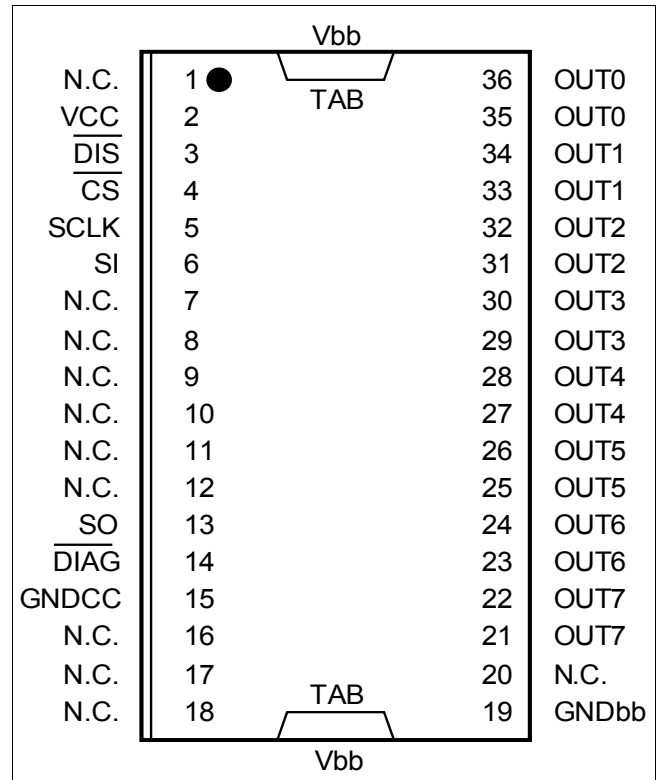 Vbb
N.C. 1 TAB 36 OUT0
VCC 2 35 OUT0
DIS 3 34 OUT1
CS 4 33 OUT1
SCLK 5 32 OUT2
SI 6 31 OUT2
N.C. 7 30 OUT3
N.C. 8 29 OUT3
N.C. 9 28 OUT4
N.C. 10 27 OUT4
N.C. 11 26 OUT5
N.C. 12 25 OUT5
SO 13 24 OUT6
DIAG 14 23 OUT6
GNDCC 15 22 OUT7
N.C. 16 21 OUT7
N.C. 17 20 N.C.
N.C. 18 TAB 19 GNDbb
Vbb